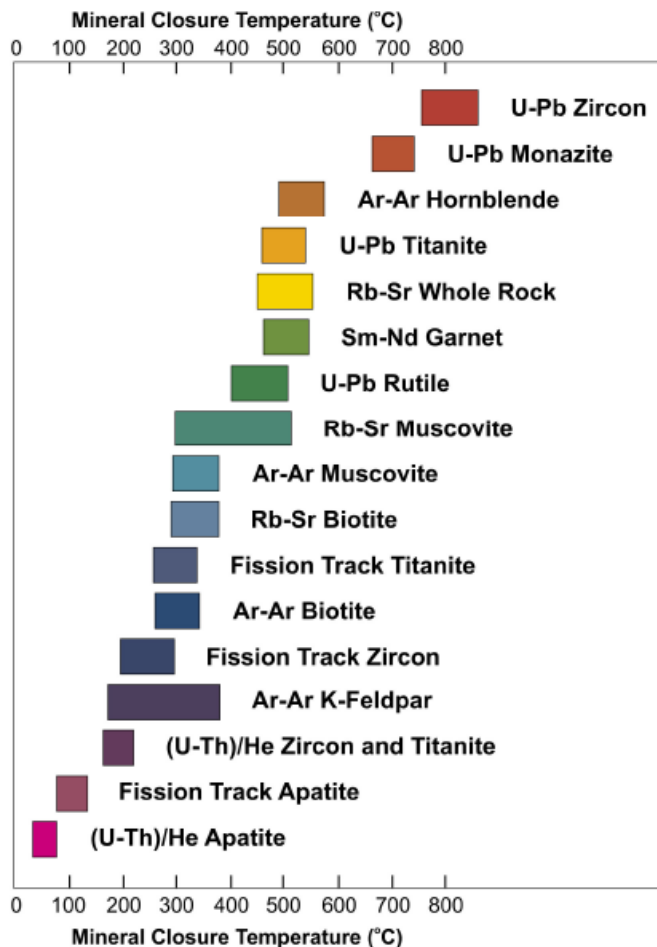 Mineral Closure Temperature (°C)
0 100 200 300 400 500 600 700 800
U-Pb Zircon
U-Pb Monazite
Ar-Ar Hornblende
U-Pb Titanite
Rb-Sr Whole Rock
Sm-Nd Garnet
U-Pb Rutile
Rb-Sr Muscovite
Ar-Ar Muscovite
Rb-Sr Biotite
Fission Track Titanite
Ar-Ar Biotite
Fission Track Zircon
Ar-Ar K-Feldpar
(U-Th)/He Zircon and Titanite
Fission Track Apatite
(U-Th)/He Apatite
0 100 200 300 400 500 600 700 800
Mineral Closure Temperature (°C)